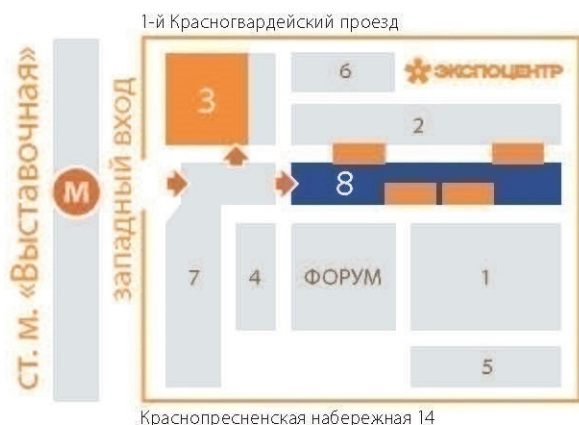 1-й Красногвардейский проезд
ст. м. «Выставочная»
М
западный вход
3
6
ЭКСПОЦЕНТР
2
8
7
4
ФОРУМ
1
5
Краснопресненская набережная 14